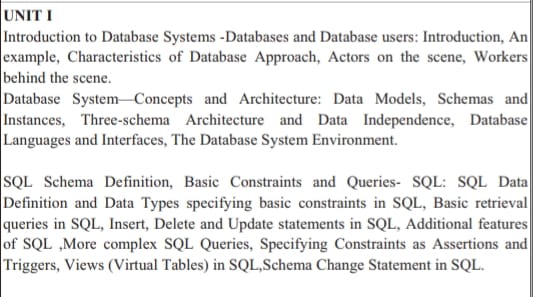 UNIT I
Introduction to Database Systems -Databases and Database users: Introduction, An
example, Characteristics of Database Approach, Actors on the scene, Workers
behind the scene.
Database System—Concepts and Architecture: Data Models, Schemas and
Instances, Three-schema Architecture and Data Independence, Database
Languages and Interfaces, The Database System Environment.
SQL Schema Definition, Basic Constraints and Queries- SQL: SQL Data
Definition and Data Types specifying basic constraints in SQL, Basic retrieval
queries in SQL, Insert, Delete and Update statements in SQL, Additional features
of SQL ,More complex SQL Queries, Specifying Constraints as Assertions and
Triggers, Views (Virtual Tables) in SQL,Schema Change Statement in SQL.